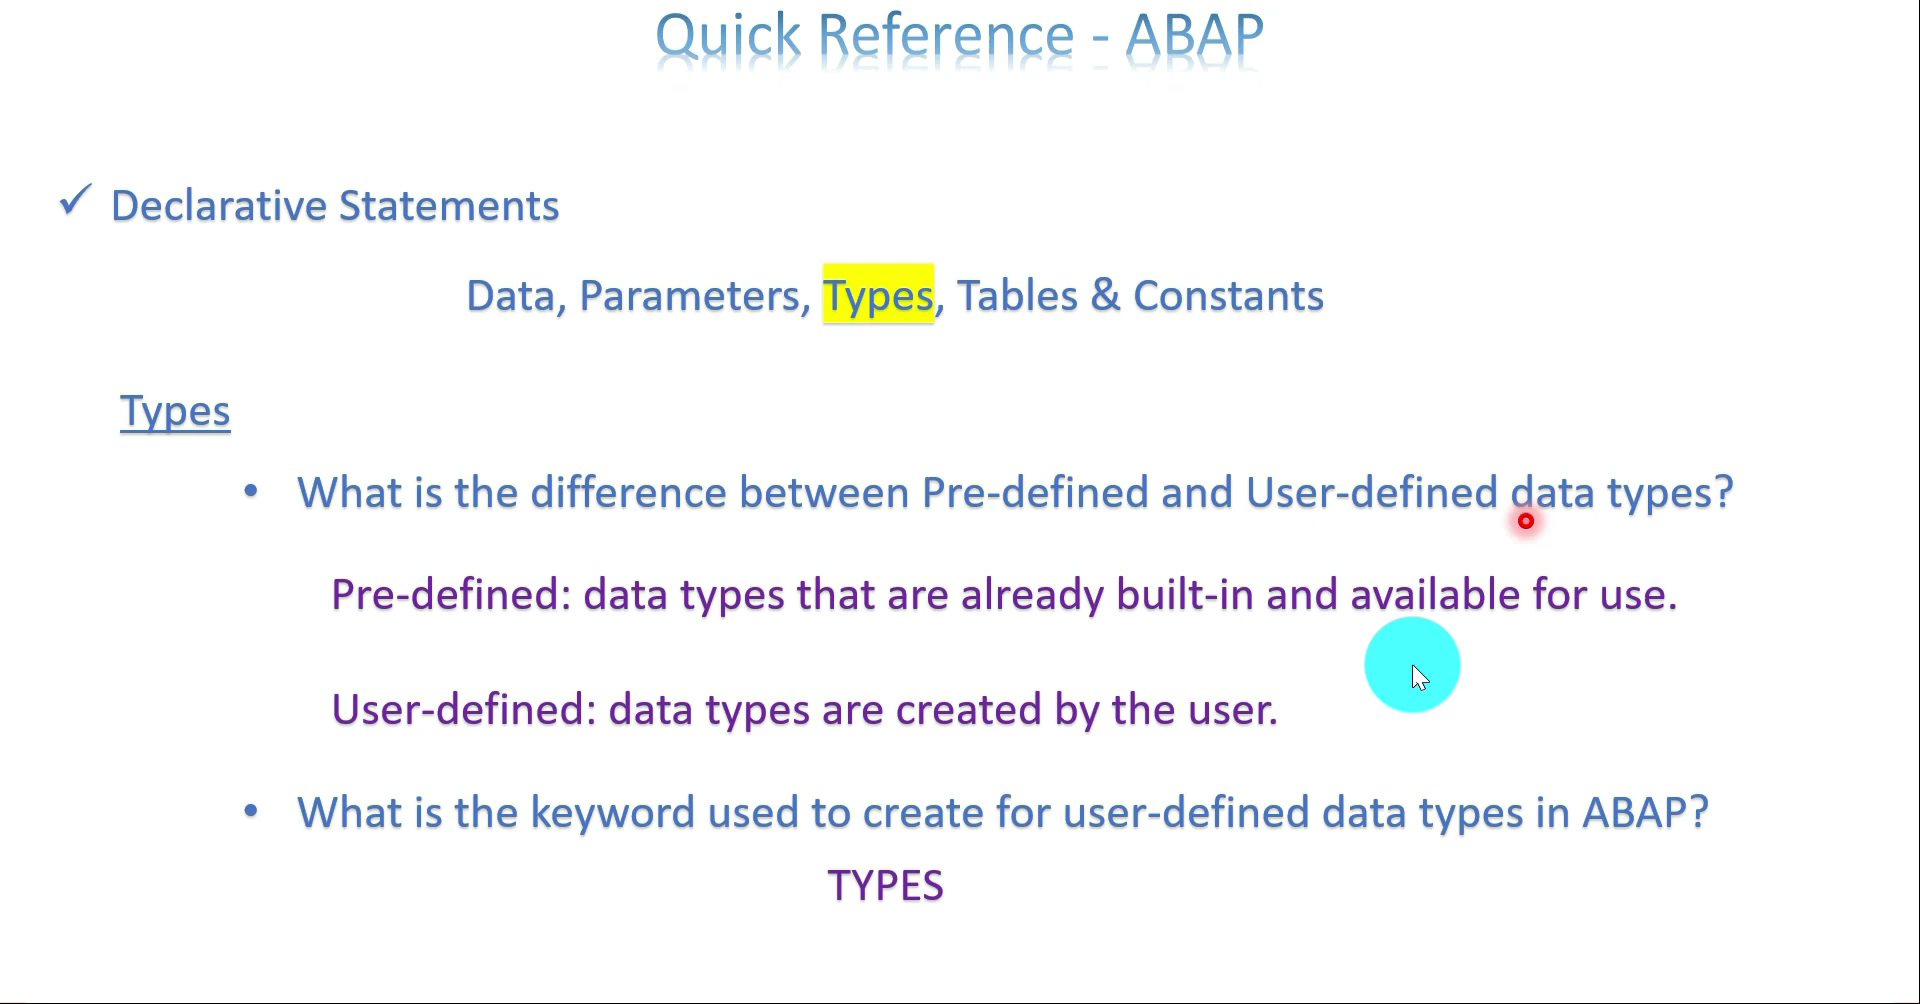 Quick Reference - ABAP
✓ Declarative Statements
Data, Parameters, Types, Tables & Constants
Types
• What is the difference between Pre-defined and User-defined data types?
Pre-defined: data types that are already built-in and available for use.
User-defined: data types are created by the user.
• What is the keyword used to create for user-defined data types in ABAP?
TYPES